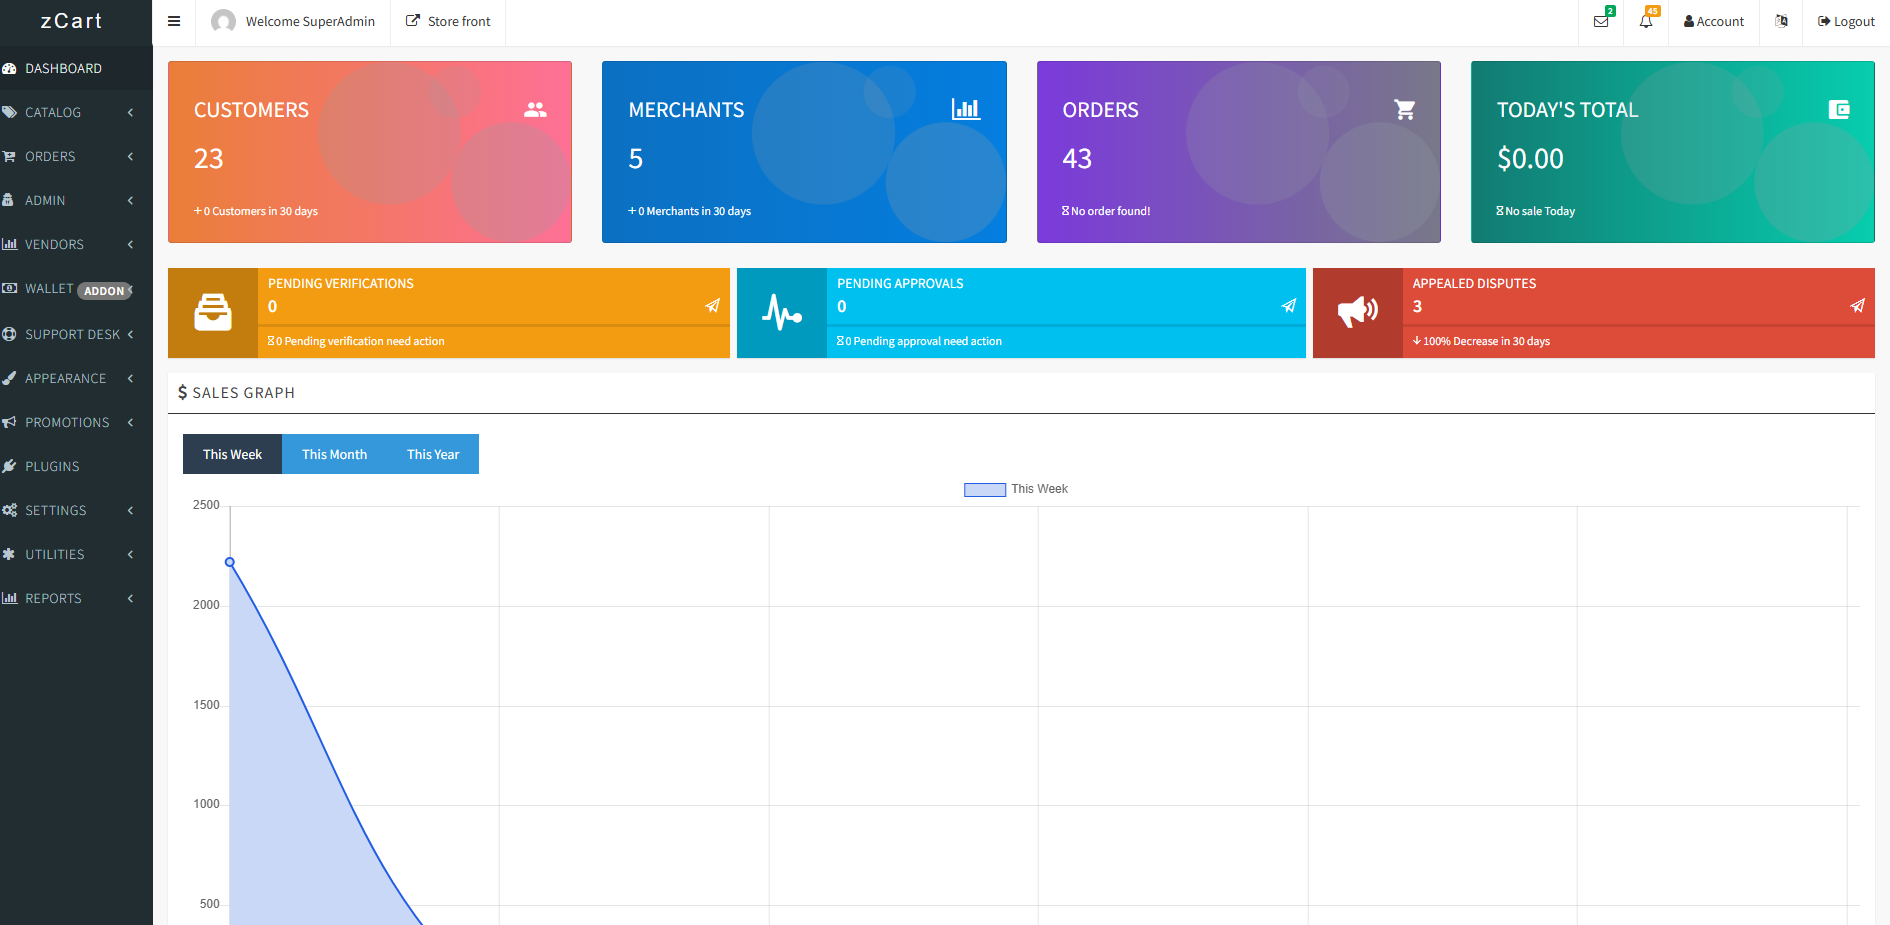 zCart
Welcome SuperAdmin
Store front
2
45
Account
Logout
DASHBOARD
CATALOG
ORDERS
ADMIN
VENDORS
WALLET ADDON
SUPPORT DESK
APPEARANCE
PROMOTIONS
PLUGINS
SETTINGS
UTILITIES
REPORTS
CUSTOMERS
23
+ 0 Customers in 30 days
MERCHANTS
5
+ 0 Merchants in 30 days
ORDERS
43
No order found!
TODAY'S TOTAL
$0.00
No sale Today
PENDING VERIFICATIONS
0
0 Pending verification need action
PENDING APPROVALS
0
0 Pending approval need action
APPEALED DISPUTES
3
100% Decrease in 30 days
$ SALES GRAPH
This Week
This Month
This Year
This Week
2500
2000
1500
1000
500